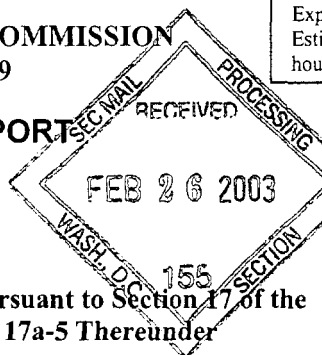 OMMISSION
9
PORT
Exp
Esti
hou
SEC MAIL
PROCESSING
RECEIVED
FEB 26 2003
WASH., D.C.
155
SECTION
rsuant to Section 17 of the
17a-5 Thereunder